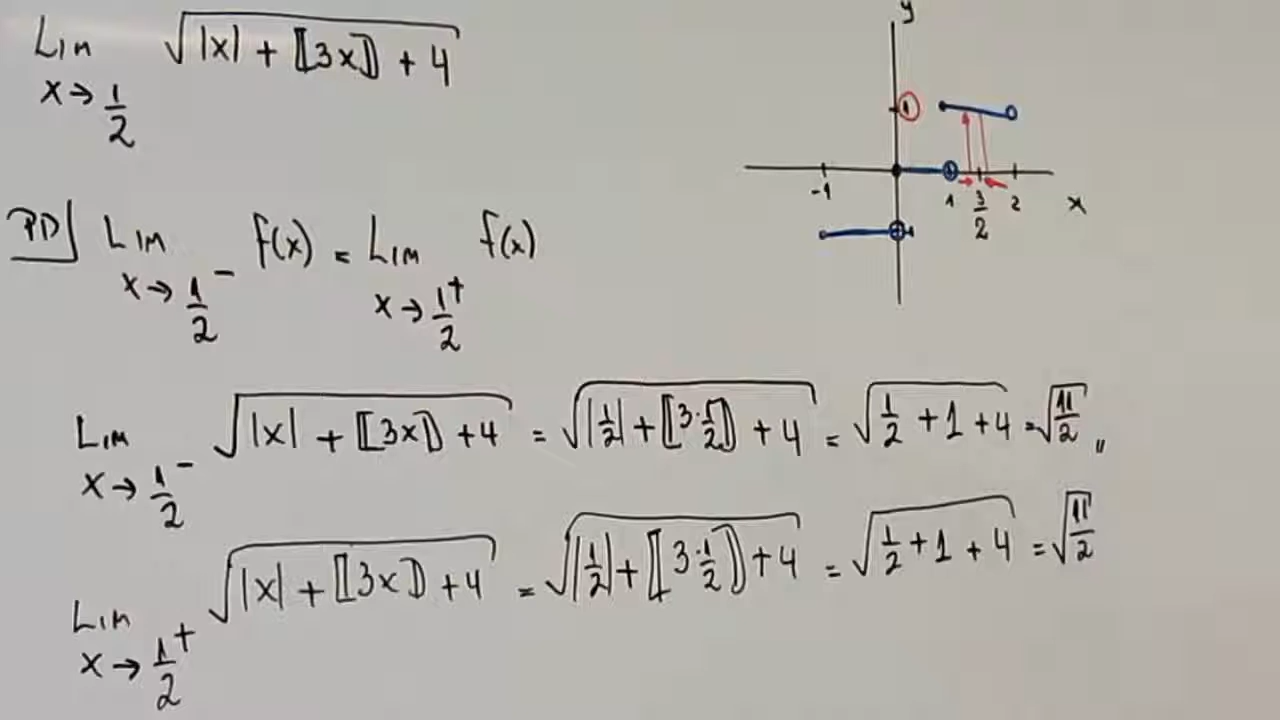 Lim x→1/2 √(|x| + ⟦3x⟧ + 4)
y
1
-1 1 3/2 2 x
-1
PD] Lim x→1/2⁻ f(x) = Lim x→1/2⁺ f(x)
Lim x→1/2⁻ √(|x| + ⟦3x⟧ + 4) = √(|1/2| + ⟦3·1/2⟧ + 4) = √(1/2 + 1 + 4) = √(11/2) ,,
Lim x→1/2⁺ √(|x| + ⟦3x⟧ + 4) = √(|1/2| + ⟦3·1/2⟧ + 4) = √(1/2 + 1 + 4) = √(11/2)